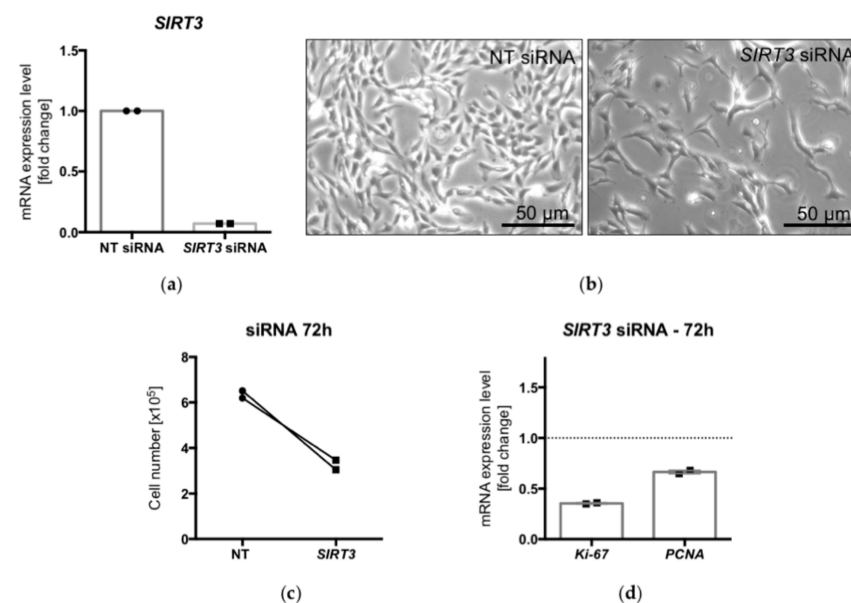 SIRT3
mRNA expression level
[fold change]
1.5
1.0
0.5
0.0
NT siRNA
SIRT3 siRNA
(a)
NT siRNA
50 µm
SIRT3 siRNA
50 µm
(b)
siRNA 72h
Cell number [x10⁵]
8
6
4
2
0
NT
SIRT3
(c)
SIRT3 siRNA - 72h
mRNA expression level
[fold change]
1.5
1.0
0.5
0.0
Ki-67
PCNA
(d)